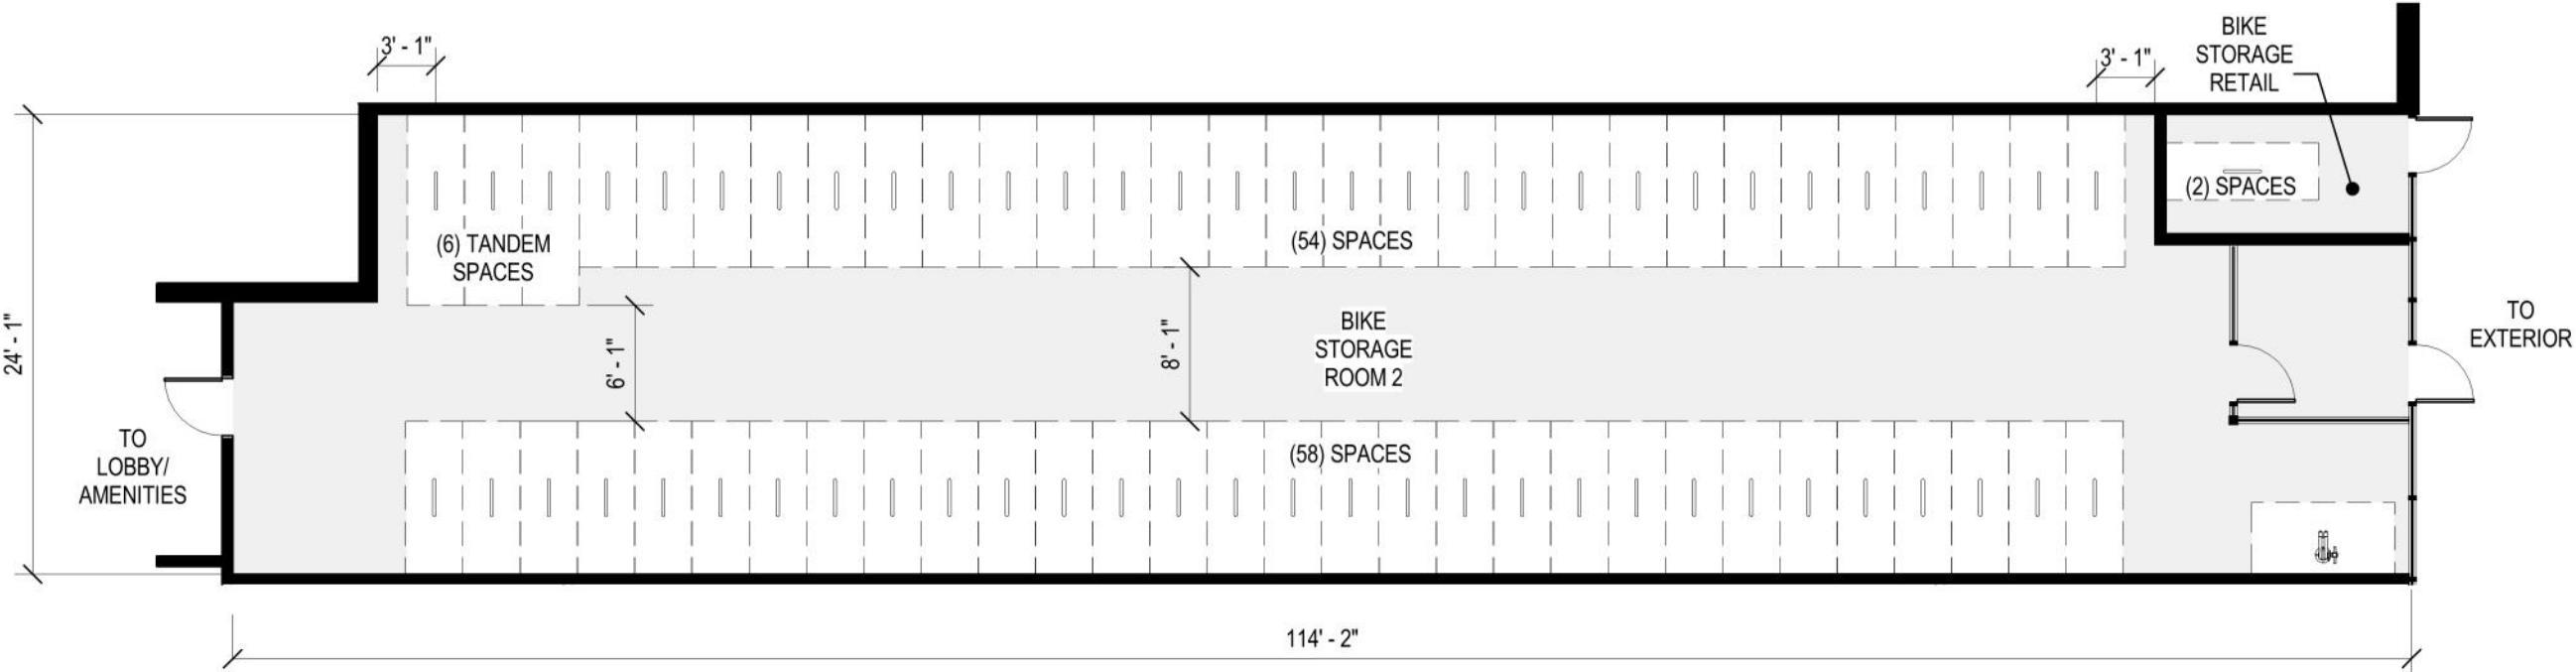 3' - 1"
3' - 1"
BIKE
STORAGE
RETAIL
24' - 1"
(6) TANDEM
SPACES
(54) SPACES
(2) SPACES
6' - 1"
8' - 1"
BIKE
STORAGE
ROOM 2
TO
EXTERIOR
TO
LOBBY/
AMENITIES
(58) SPACES
114' - 2"